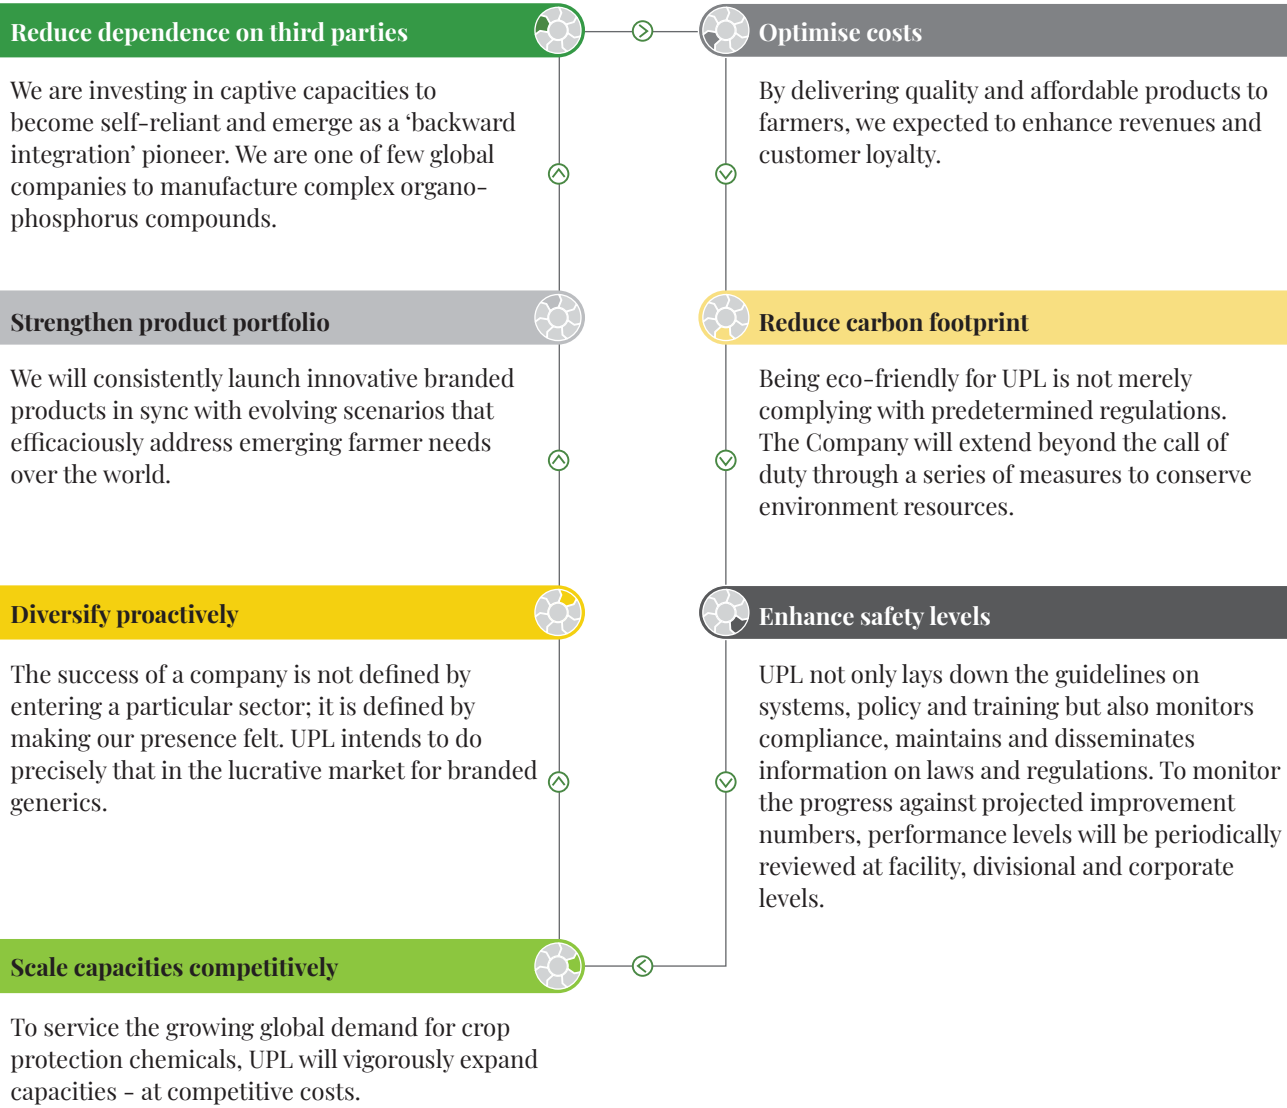 Reduce dependence on third parties
We are investing in captive capacities to
become self-reliant and emerge as a ‘backward
integration’ pioneer. We are one of few global
companies to manufacture complex organo-
phosphorus compounds.
Strengthen product portfolio
We will consistently launch innovative branded
products in sync with evolving scenarios that
efficaciously address emerging farmer needs
over the world.
Diversify proactively
The success of a company is not defined by
entering a particular sector; it is defined by
making our presence felt. UPL intends to do
precisely that in the lucrative market for branded
generics.
Scale capacities competitively
To service the growing global demand for crop
protection chemicals, UPL will vigorously expand
capacities - at competitive costs.
Optimise costs
By delivering quality and affordable products to
farmers, we expected to enhance revenues and
customer loyalty.
Reduce carbon footprint
Being eco-friendly for UPL is not merely
complying with predetermined regulations.
The Company will extend beyond the call of
duty through a series of measures to conserve
environment resources.
Enhance safety levels
UPL not only lays down the guidelines on
systems, policy and training but also monitors
compliance, maintains and disseminates
information on laws and regulations. To monitor
the progress against projected improvement
numbers, performance levels will be periodically
reviewed at facility, divisional and corporate
levels.